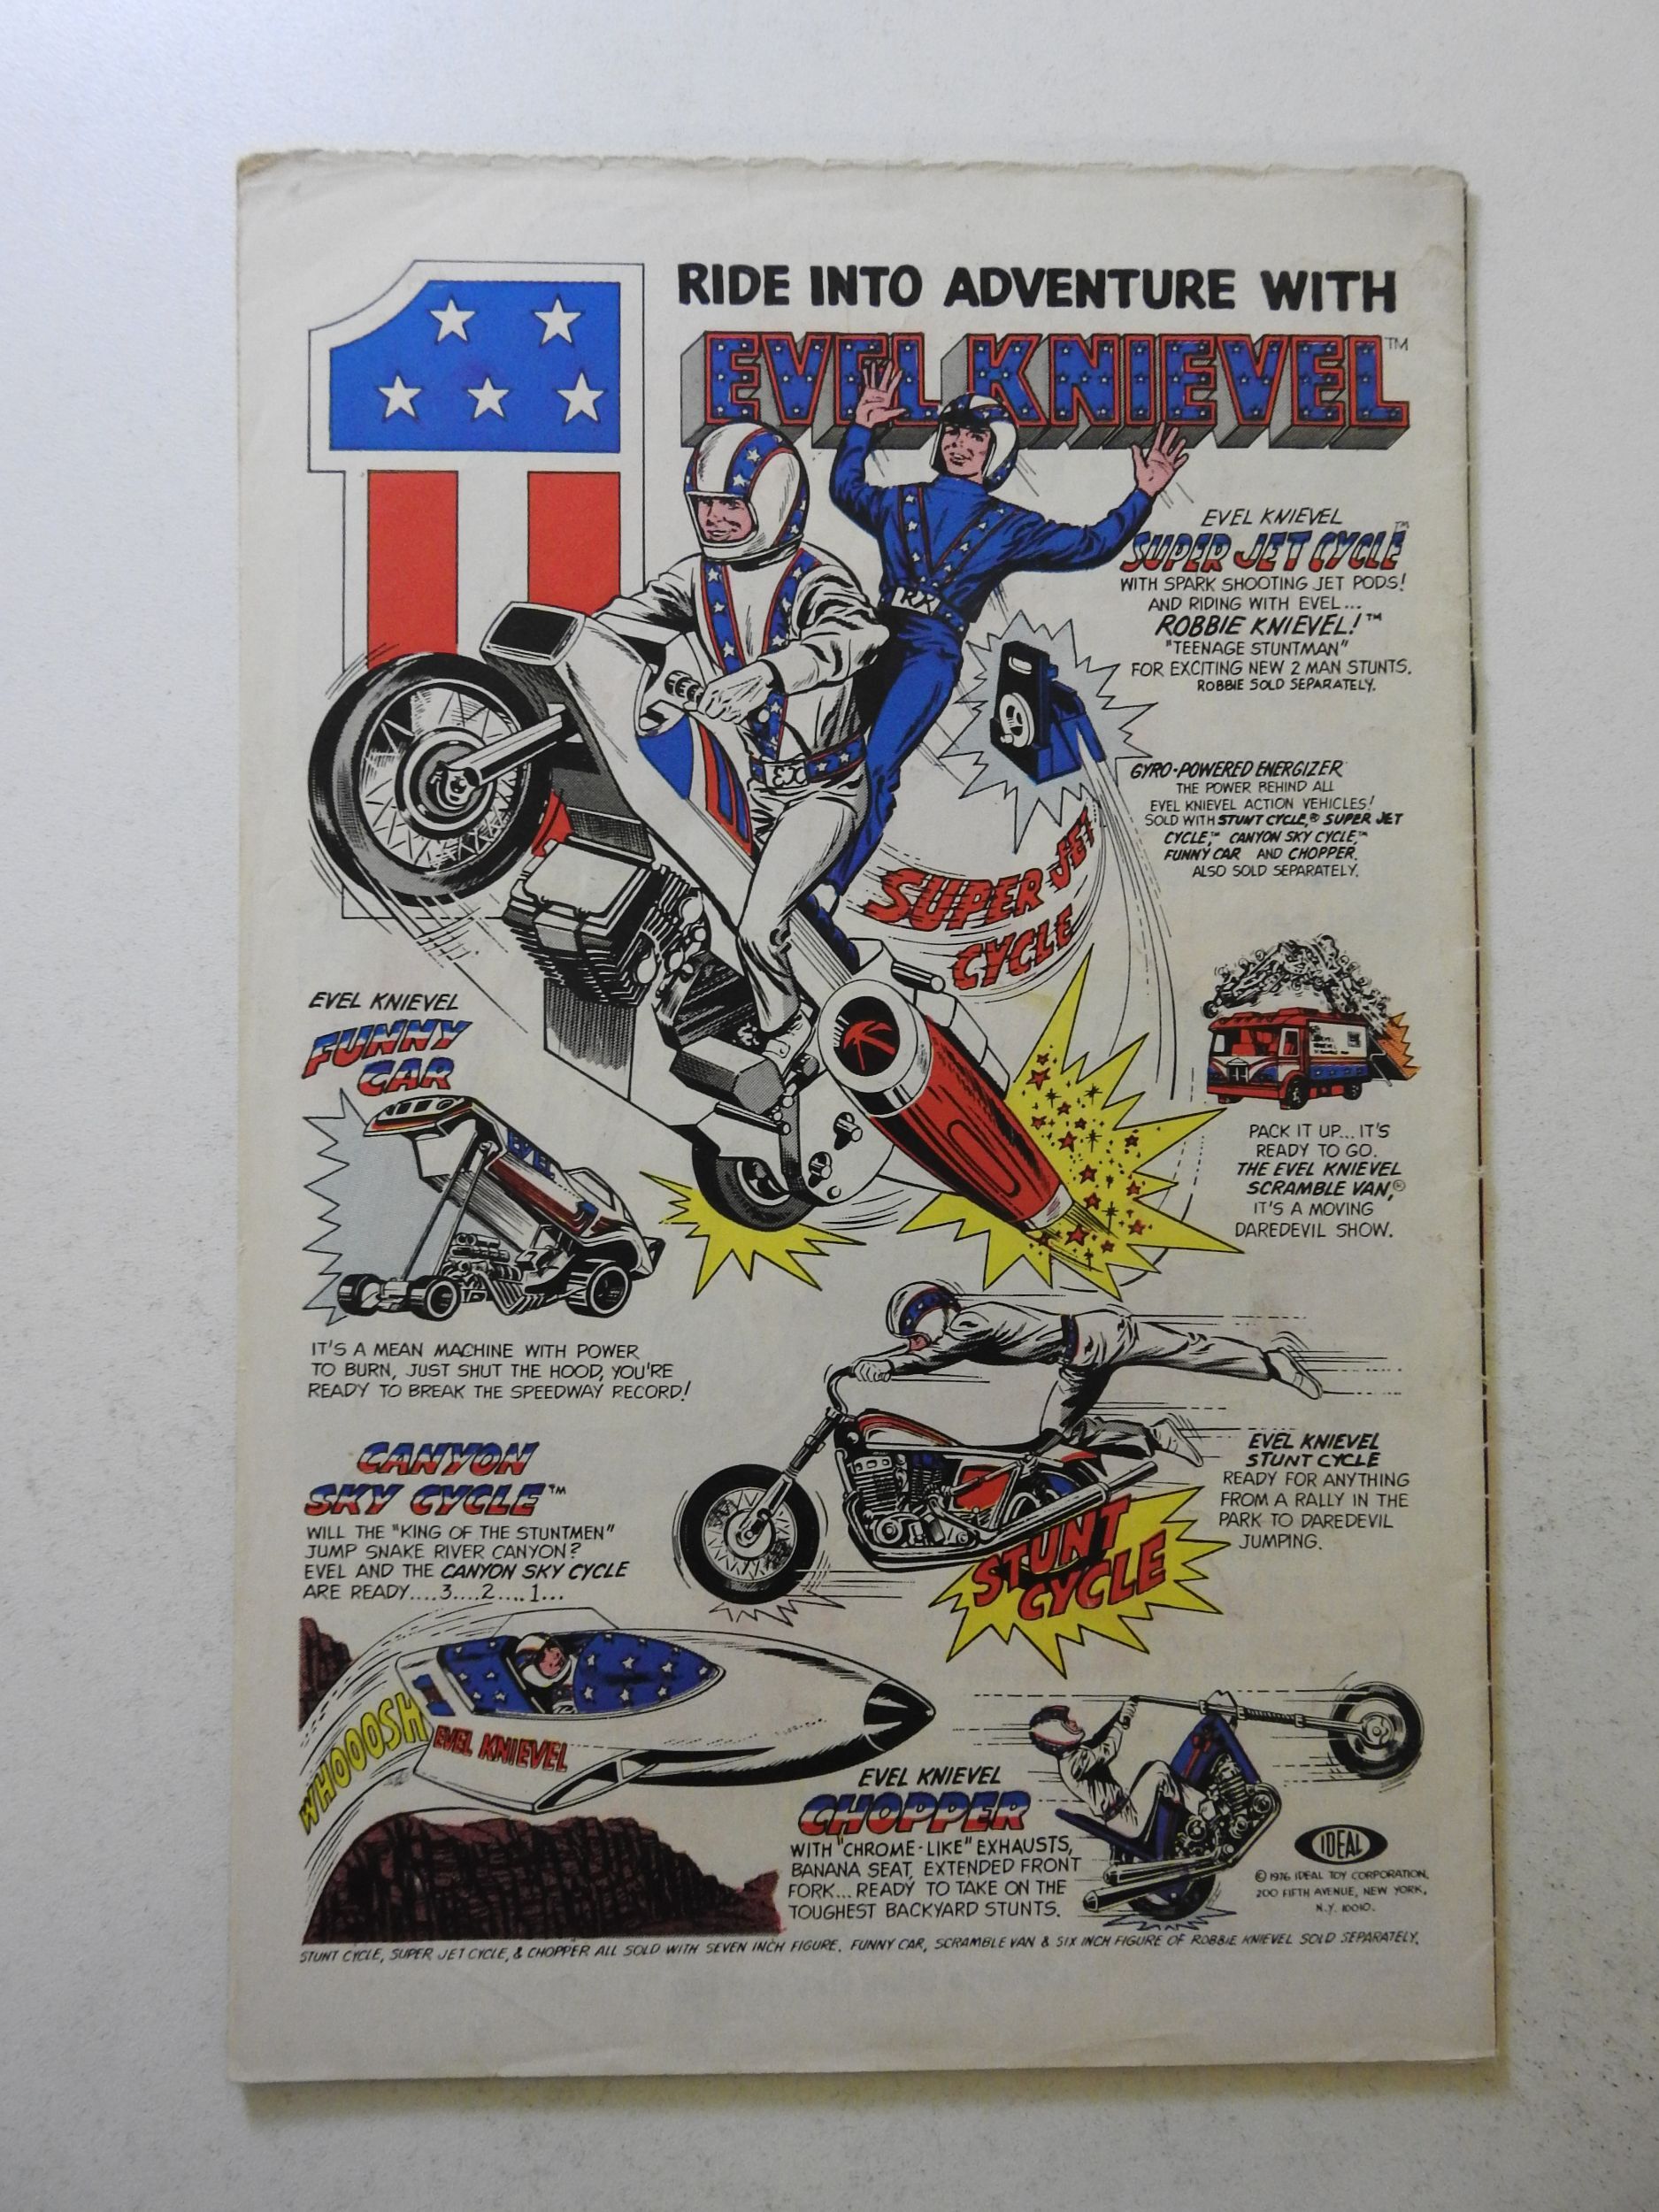 RIDE INTO ADVENTURE WITH
EVEL KNIEVEL™
EVEL KNIEVEL
SUPER JET CYCLE™
WITH SPARK SHOOTING JET PODS!
AND RIDING WITH EVEL...
ROBBIE KNIEVEL!™
"TEENAGE STUNTMAN"
FOR EXCITING NEW 2 MAN STUNTS.
ROBBIE SOLD SEPARATELY.
RK
GYRO-POWERED ENERGIZER
THE POWER BEHIND ALL
EVEL KNIEVEL ACTION VEHICLES!
SOLD WITH STUNT CYCLE,® SUPER JET
CYCLE,™ CANYON SKY CYCLE,™
FUNNY CAR AND CHOPPER.
ALSO SOLD SEPARATELY.
SUPER JET
CYCLE
EVEL KNIEVEL
FUNNY
CAR
EVEL
1
IT'S A MEAN MACHINE WITH POWER
TO BURN, JUST SHUT THE HOOD, YOU'RE
READY TO BREAK THE SPEEDWAY RECORD!
PACK IT UP... IT'S
READY TO GO.
THE EVEL KNIEVEL
SCRAMBLE VAN,®
IT'S A MOVING
DAREDEVIL SHOW.
EVEL KNIEVEL
STUNT CYCLE
READY FOR ANYTHING
FROM A RALLY IN THE
PARK TO DAREDEVIL
JUMPING.
STUNT
CYCLE
CANYON
SKY CYCLE™
WILL THE "KING OF THE STUNTMEN"
JUMP SNAKE RIVER CANYON?
EVEL AND THE CANYON SKY CYCLE
ARE READY....3....2....1...
WHOOOSH
EVEL KNIEVEL
EVEL KNIEVEL
CHOPPER
WITH "CHROME-LIKE" EXHAUSTS,
BANANA SEAT, EXTENDED FRONT
FORK... READY TO TAKE ON THE
TOUGHEST BACKYARD STUNTS.
IDEAL
© 1976 IDEAL TOY CORPORATION,
200 FIFTH AVENUE, NEW YORK,
N.Y. 10010.
STUNT CYCLE, SUPER JET CYCLE, & CHOPPER ALL SOLD WITH SEVEN INCH FIGURE. FUNNY CAR, SCRAMBLE VAN & SIX INCH FIGURE OF ROBBIE KNIEVEL SOLD SEPARATELY.